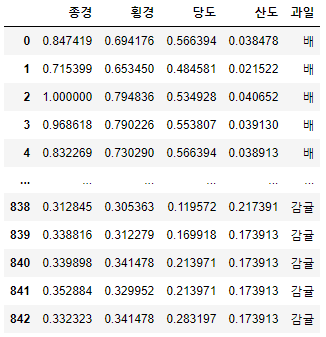 종경 횡경 당도 산도 과일
0 0.847419 0.694176 0.566394 0.038478 배
1 0.715399 0.653450 0.484581 0.021522 배
2 1.000000 0.794836 0.534928 0.040652 배
3 0.968618 0.790226 0.553807 0.039130 배
4 0.832269 0.730290 0.566394 0.038913 배
... ... ... ... ... ...
838 0.312845 0.305363 0.119572 0.217391 감귤
839 0.338816 0.312279 0.169918 0.173913 감귤
840 0.339898 0.341478 0.213971 0.173913 감귤
841 0.352884 0.329952 0.213971 0.173913 감귤
842 0.332323 0.341478 0.283197 0.173913 감귤